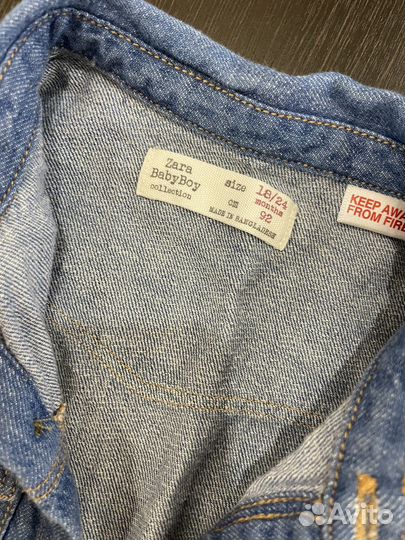 Zara
BabyBoy
collection
size 18/24
months
cm 92
MADE IN BANGLADESH
KEEP AWA
FROM FIRE
Avito